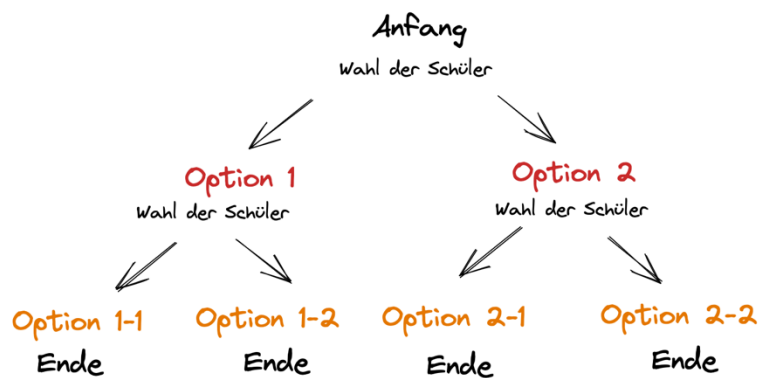 Anfang
Wahl der Schüler
Option 1
Option 2
Wahl der Schüler
Wahl der Schüler
Option 1-1
Option 1-2
Option 2-1
Option 2-2
Ende
Ende
Ende
Ende